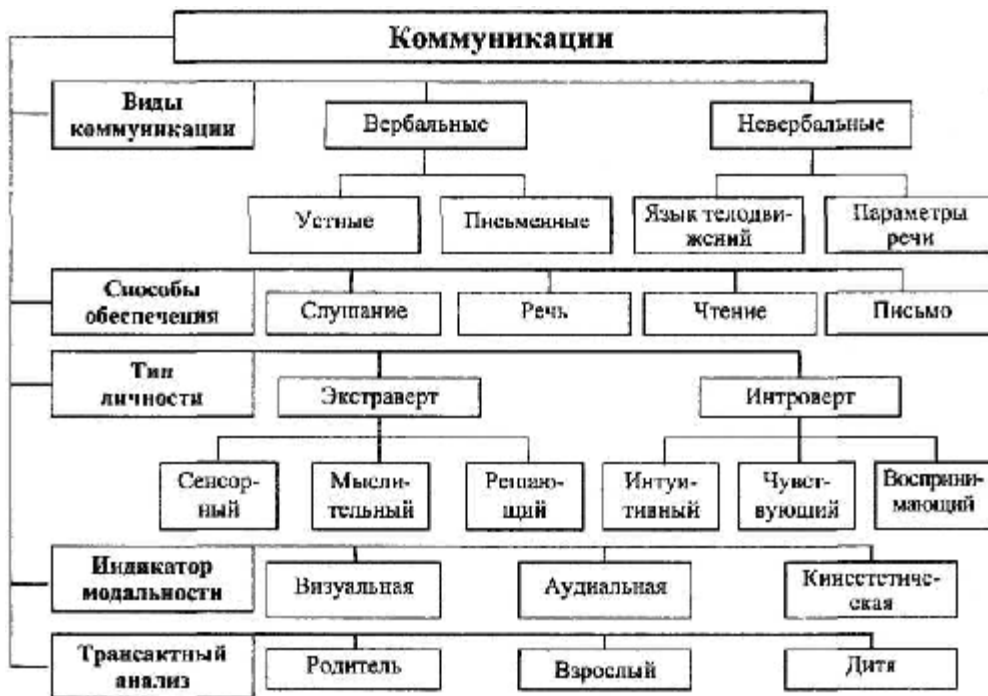 Коммуникации
Виды
коммуникации
Вербальные
Невербальные
Устные
Письменные
Язык телодви-
жений
Параметры
речи
Способы
обеспечения
Слушание
Речь
Чтение
Письмо
Тип
личности
Экстраверт
Интроверт
Сенсор-
ный
Мысли-
тельный
Решаю-
щий
Интуи-
тивный
Чувст-
вующий
Восприни-
мающий
Индикатор
модальности
Визуальная
Аудиальная
Кинестетиче-
ская
Трансактный
анализ
Родитель
Взрослый
Дитя